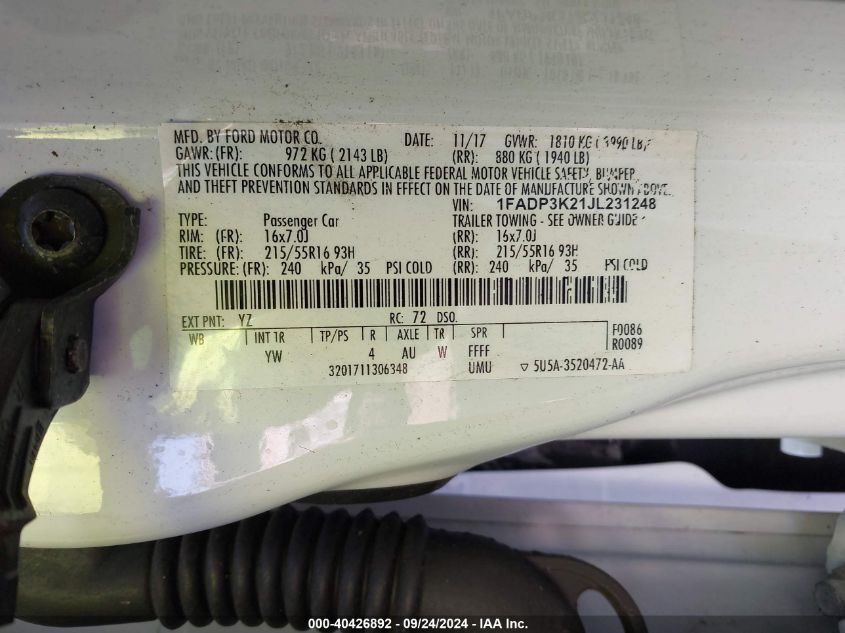 MFD. BY FORD MOTOR CO. DATE: 11/17 GVWR: 1810 KG ( 3990 LB)
GAWR: (FR): 972 KG ( 2143 LB) (RR): 880 KG ( 1940 LB)
THIS VEHICLE CONFORMS TO ALL APPLICABLE FEDERAL MOTOR VEHICLE SAFETY, BUMPER,
AND THEFT PREVENTION STANDARDS IN EFFECT ON THE DATE OF MANUFACTURE SHOWN ABOVE.
VIN: 1FADP3K21JL231248
TYPE: Passenger Car TRAILER TOWING - SEE OWNER GUIDE
RIM: (FR): 16x7.0J (RR): 16x7.0J
TIRE: (FR): 215/55R16 93H (RR): 215/55R16 93H
PRESSURE: (FR): 240 kPa/ 35 PSI COLD (RR): 240 kPa/ 35 PSI COLD
EXT PNT: YZ RC: 72 DSO:
WB INT TR TP/PS R AXLE TR SPR F0086
YW 4 AU W FFFF R0089
3201711306348 UMU ▽ 5U5A-3520472-AA
000-40426892 - 09/24/2024 - IAA Inc.